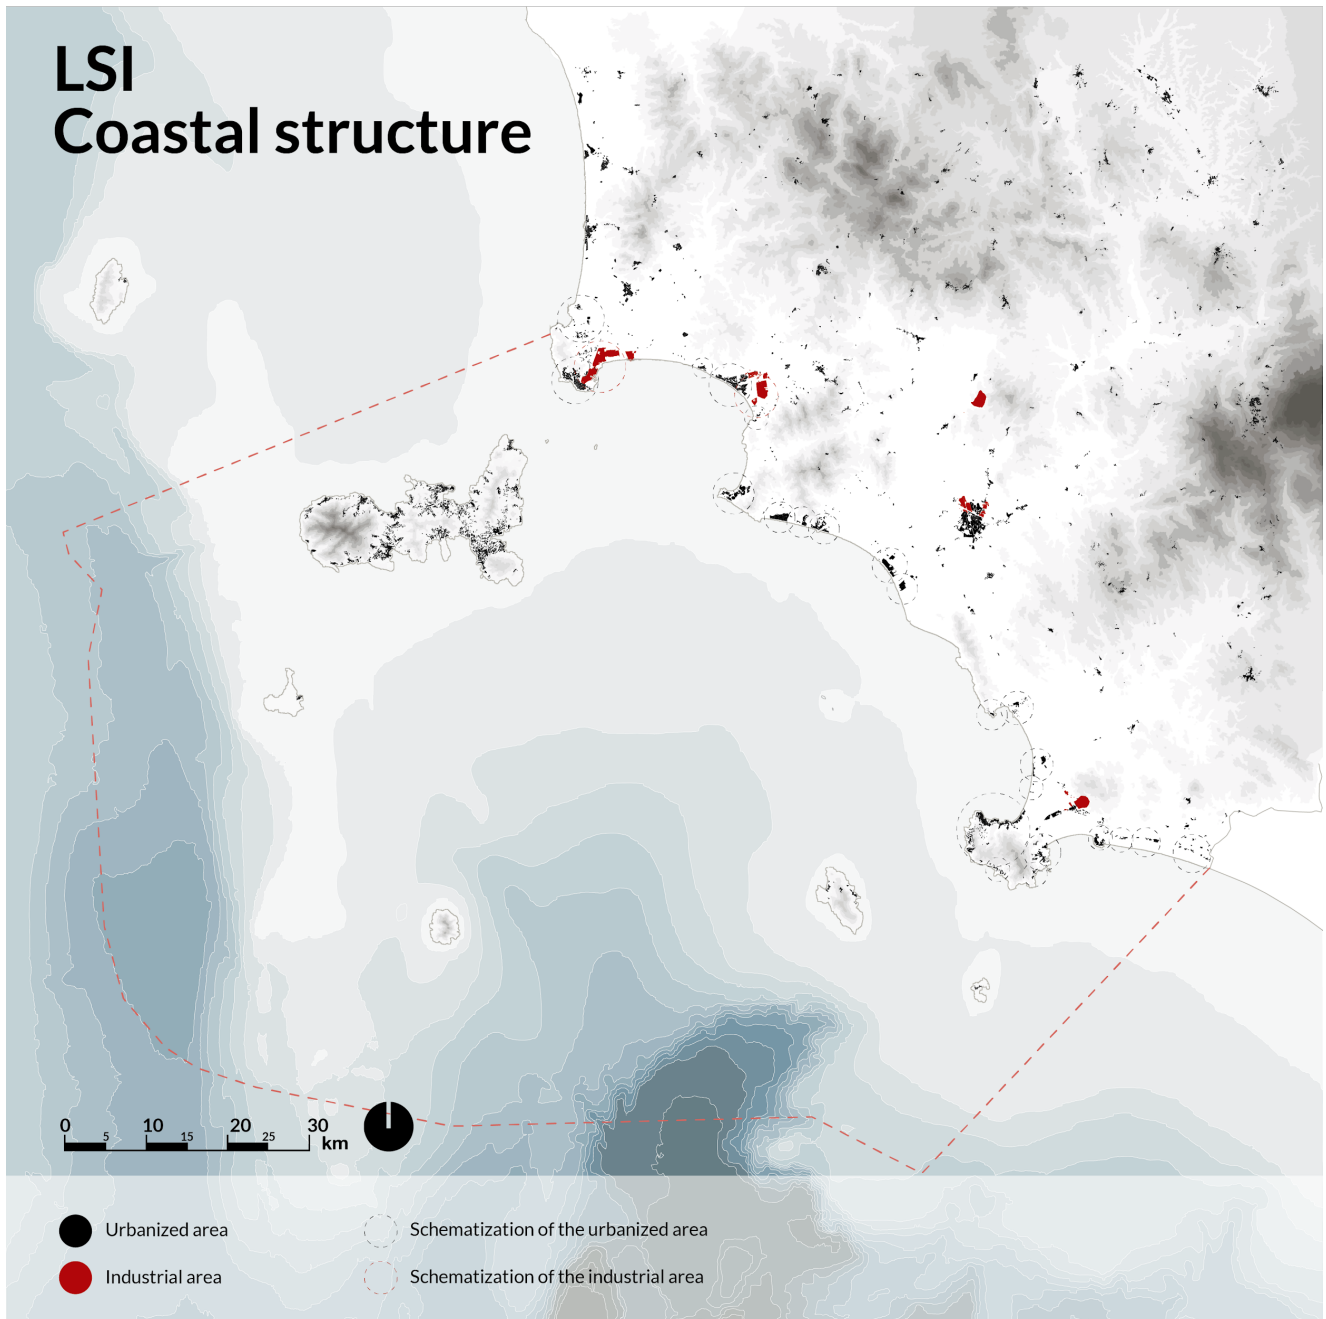 LSI
Coastal structure
0 10 20 30
5 15 25 km
Urbanized area
Schematization of the urbanized area
Industrial area
Schematization of the industrial area